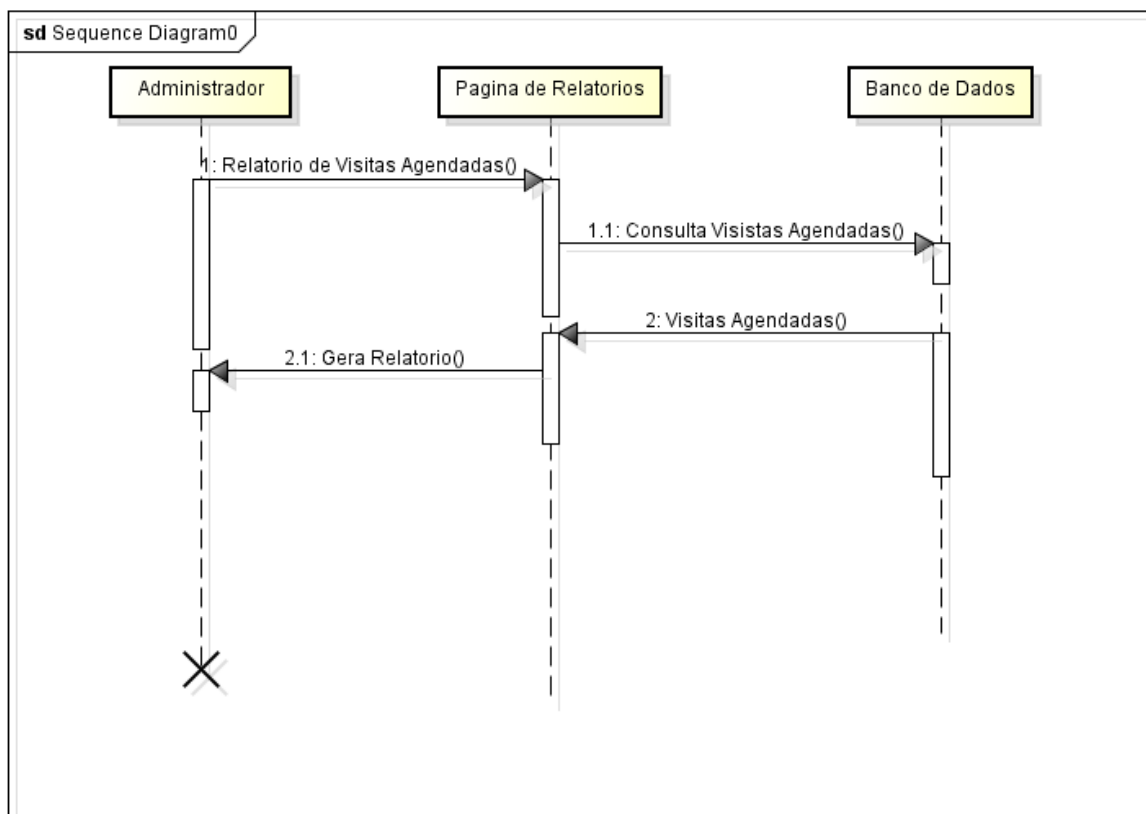 sd Sequence Diagram0
Administrador
Pagina de Relatorios
Banco de Dados
1: Relatorio de Visitas Agendadas()
1.1: Consulta Visistas Agendadas()
2: Visitas Agendadas()
2.1: Gera Relatorio()